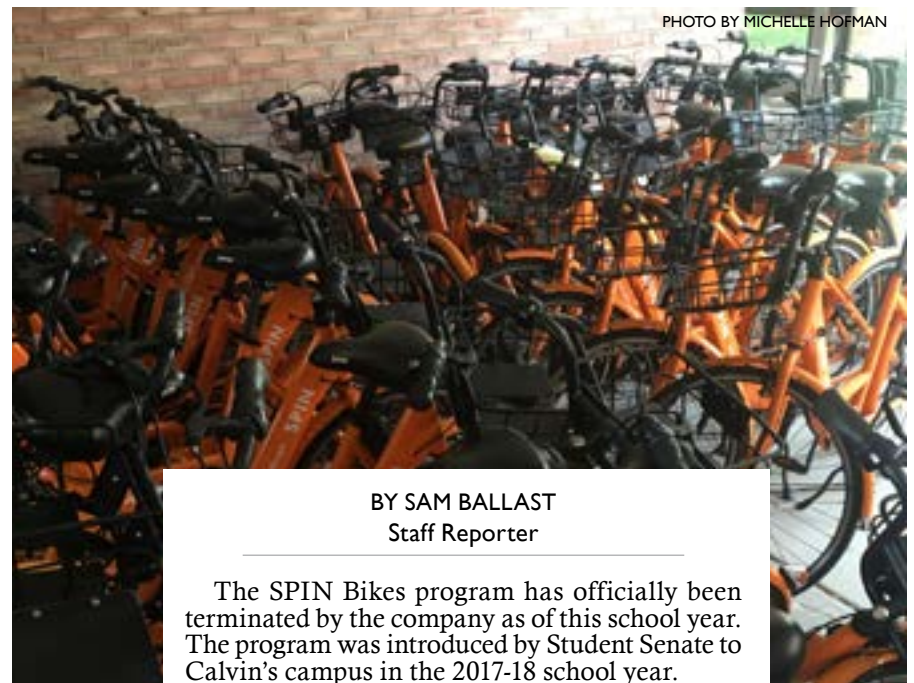 PHOTO BY MICHELLE HOFMAN
SPIN
SPIN
BY SAM BALLAST
Staff Reporter
The SPIN Bikes program has officially been
terminated by the company as of this school year.
The program was introduced by Student Senate to
Calvin's campus in the 2017-18 school year.